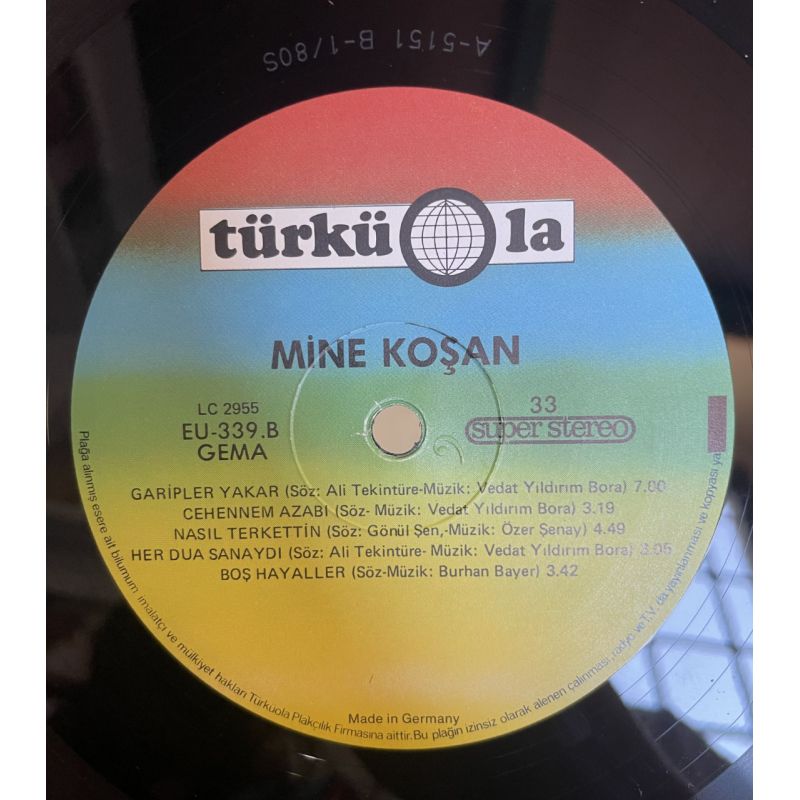 A-5151 B-1/80S
türküola
MİNE KOŞAN
LC 2955
EU-339.B
GEMA
33
super stereo
GARİPLER YAKAR (Söz: Ali Tekintüre-Müzik: Vedat Yıldırım Bora) 7.00
CEHENNEM AZABI (Söz- Müzik: Vedat Yıldırım Bora) 3.19
NASIL TERKETTİN (Söz: Gönül Şen,-Müzik: Özer Şenay) 4.49
HER DUA SANAYDI (Söz: Ali Tekintüre- Müzik: Vedat Yıldırım Bora) 3.05
BOŞ HAYALLER (Söz-Müzik: Burhan Bayer) 3.42
Made in Germany
Plağa alınmış esere ait bilumum imalatçı ve mülkiyet hakları Türkuola Plakçılık Firmasına aittir. Bu plağın izinsiz olarak alenen çalınması, radyo ve T.V. da yayınlanması ve kopyası ya